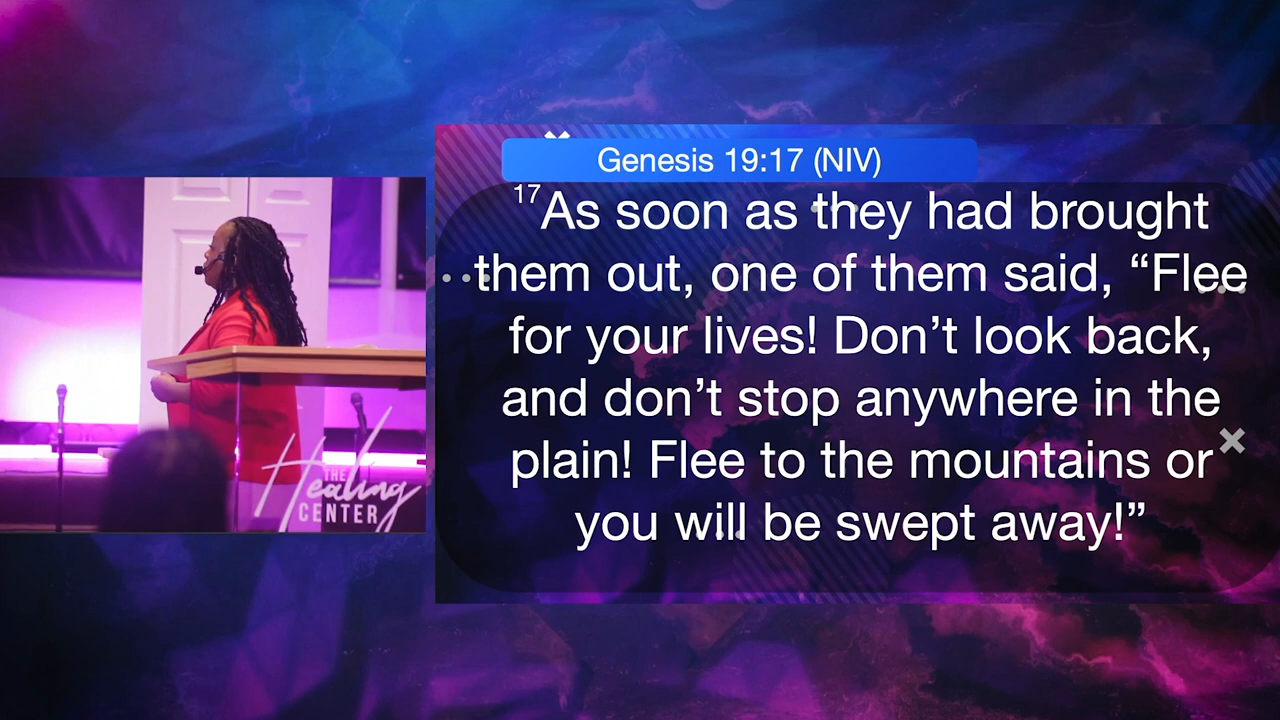 Genesis 19:17 (NIV)
17As soon as they had brought
them out, one of them said, “Flee
for your lives! Don’t look back,
and don’t stop anywhere in the
plain! Flee to the mountains or
you will be swept away!”
THE
Healing
CENTER